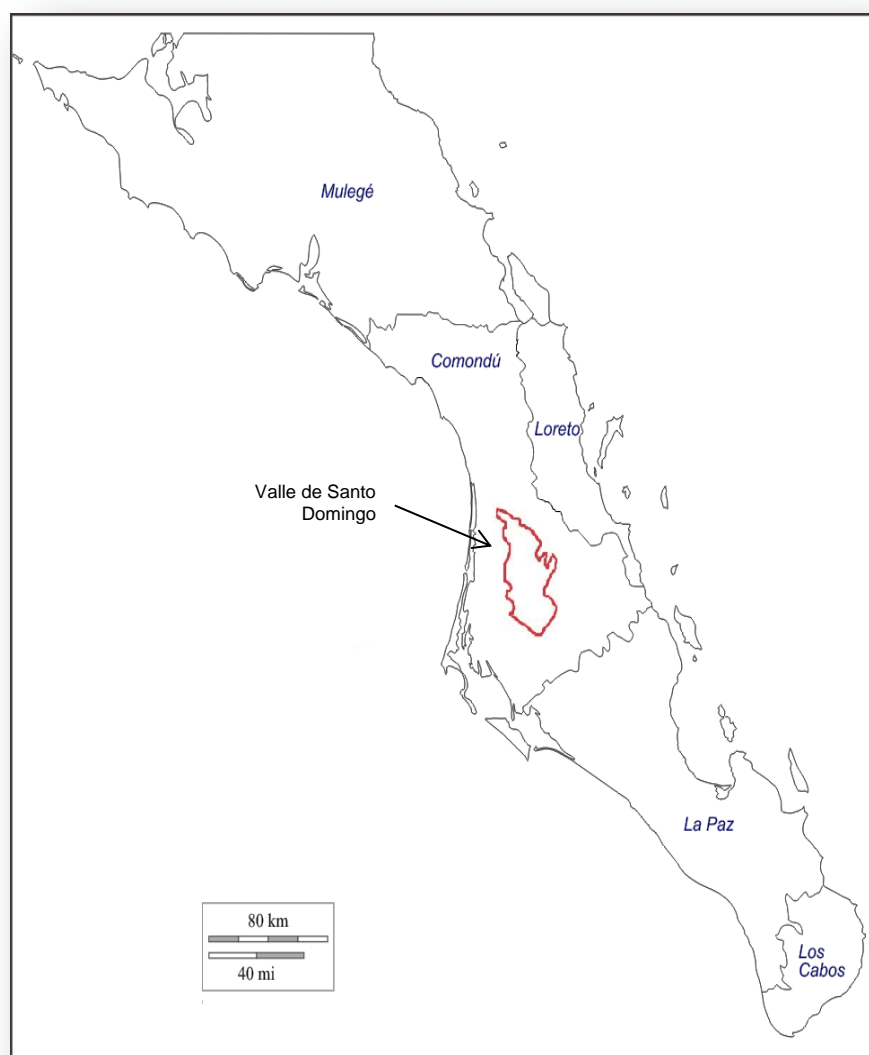 Mulegé
Comondú
Loreto
Valle de Santo
Domingo
La Paz
80 km
40 mi
Los
Cabos